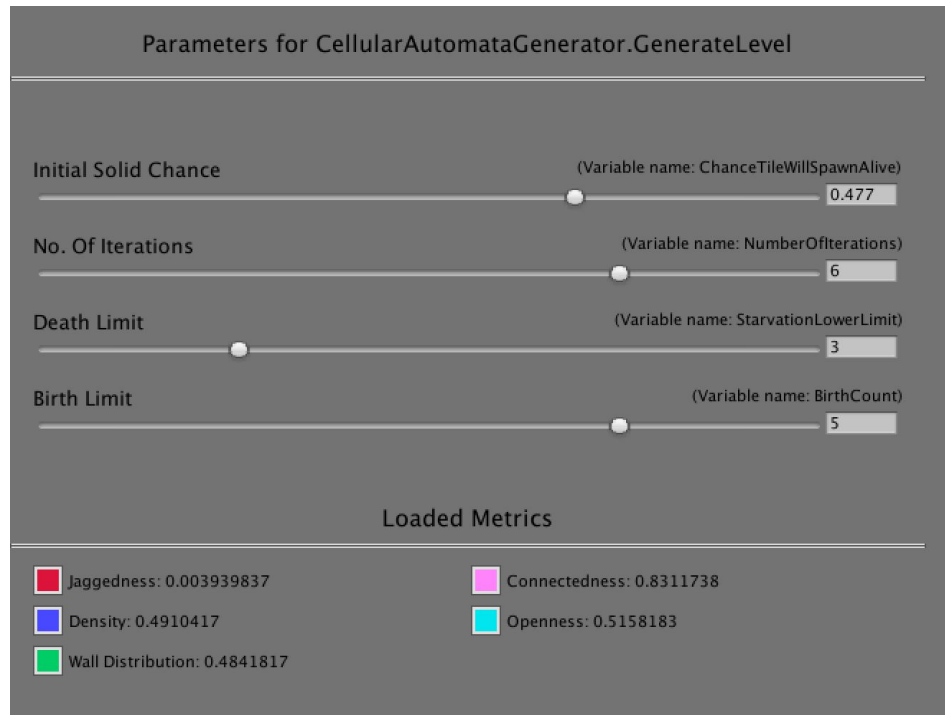 Parameters for CellularAutomataGenerator.GenerateLevel
Initial Solid Chance (Variable name: ChanceTileWillSpawnAlive)
0.477
No. Of Iterations (Variable name: NumberOfIterations)
6
Death Limit (Variable name: StarvationLowerLimit)
3
Birth Limit (Variable name: BirthCount)
5
Loaded Metrics
Jaggedness: 0.003939837 Connectedness: 0.8311738
Density: 0.4910417 Openness: 0.5158183
Wall Distribution: 0.4841817